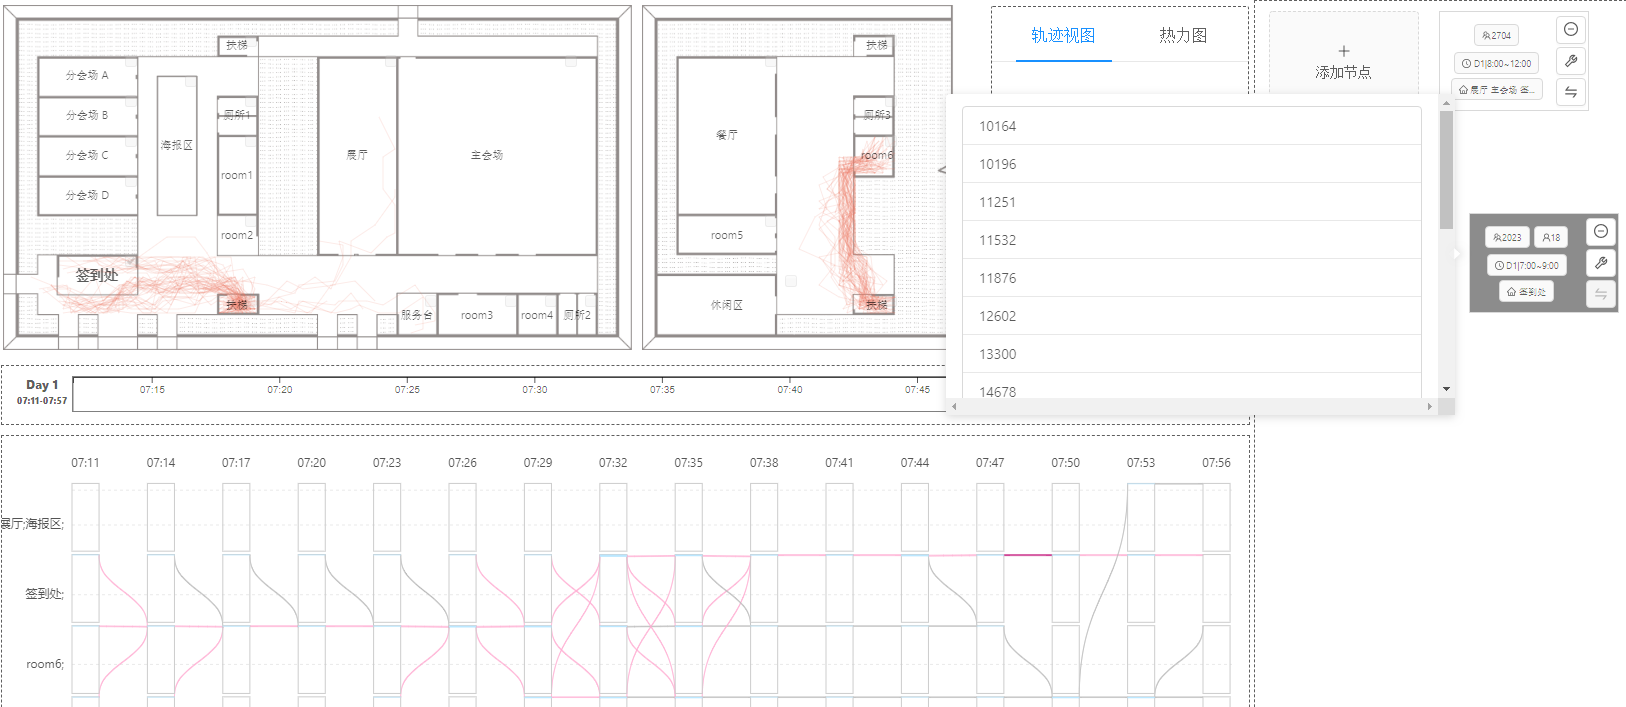 扶梯
分会场 A
分会场 B
分会场 C
分会场 D
海报区
厕所1
room1
room2
展厅
主会场
签到处
扶梯
服务台
room3
room4
厕所2
扶梯
餐厅
厕所3
room6
room5
休闲区
扶梯
<
轨迹视图
热力图
+
添加节点
2704
D1|8:00~12:00
展厅 主会场 签...
10164
10196
11251
11532
11876
12602
13300
14678
2023
18
D1|7:00~9:00
签到处
Day 1
07:11-07:57
07:15
07:20
07:25
07:30
07:35
07:40
07:45
07:11
07:14
07:17
07:20
07:23
07:26
07:29
07:32
07:35
07:38
07:41
07:44
07:47
07:50
07:53
07:56
展厅;海报区;
签到处;
room6;